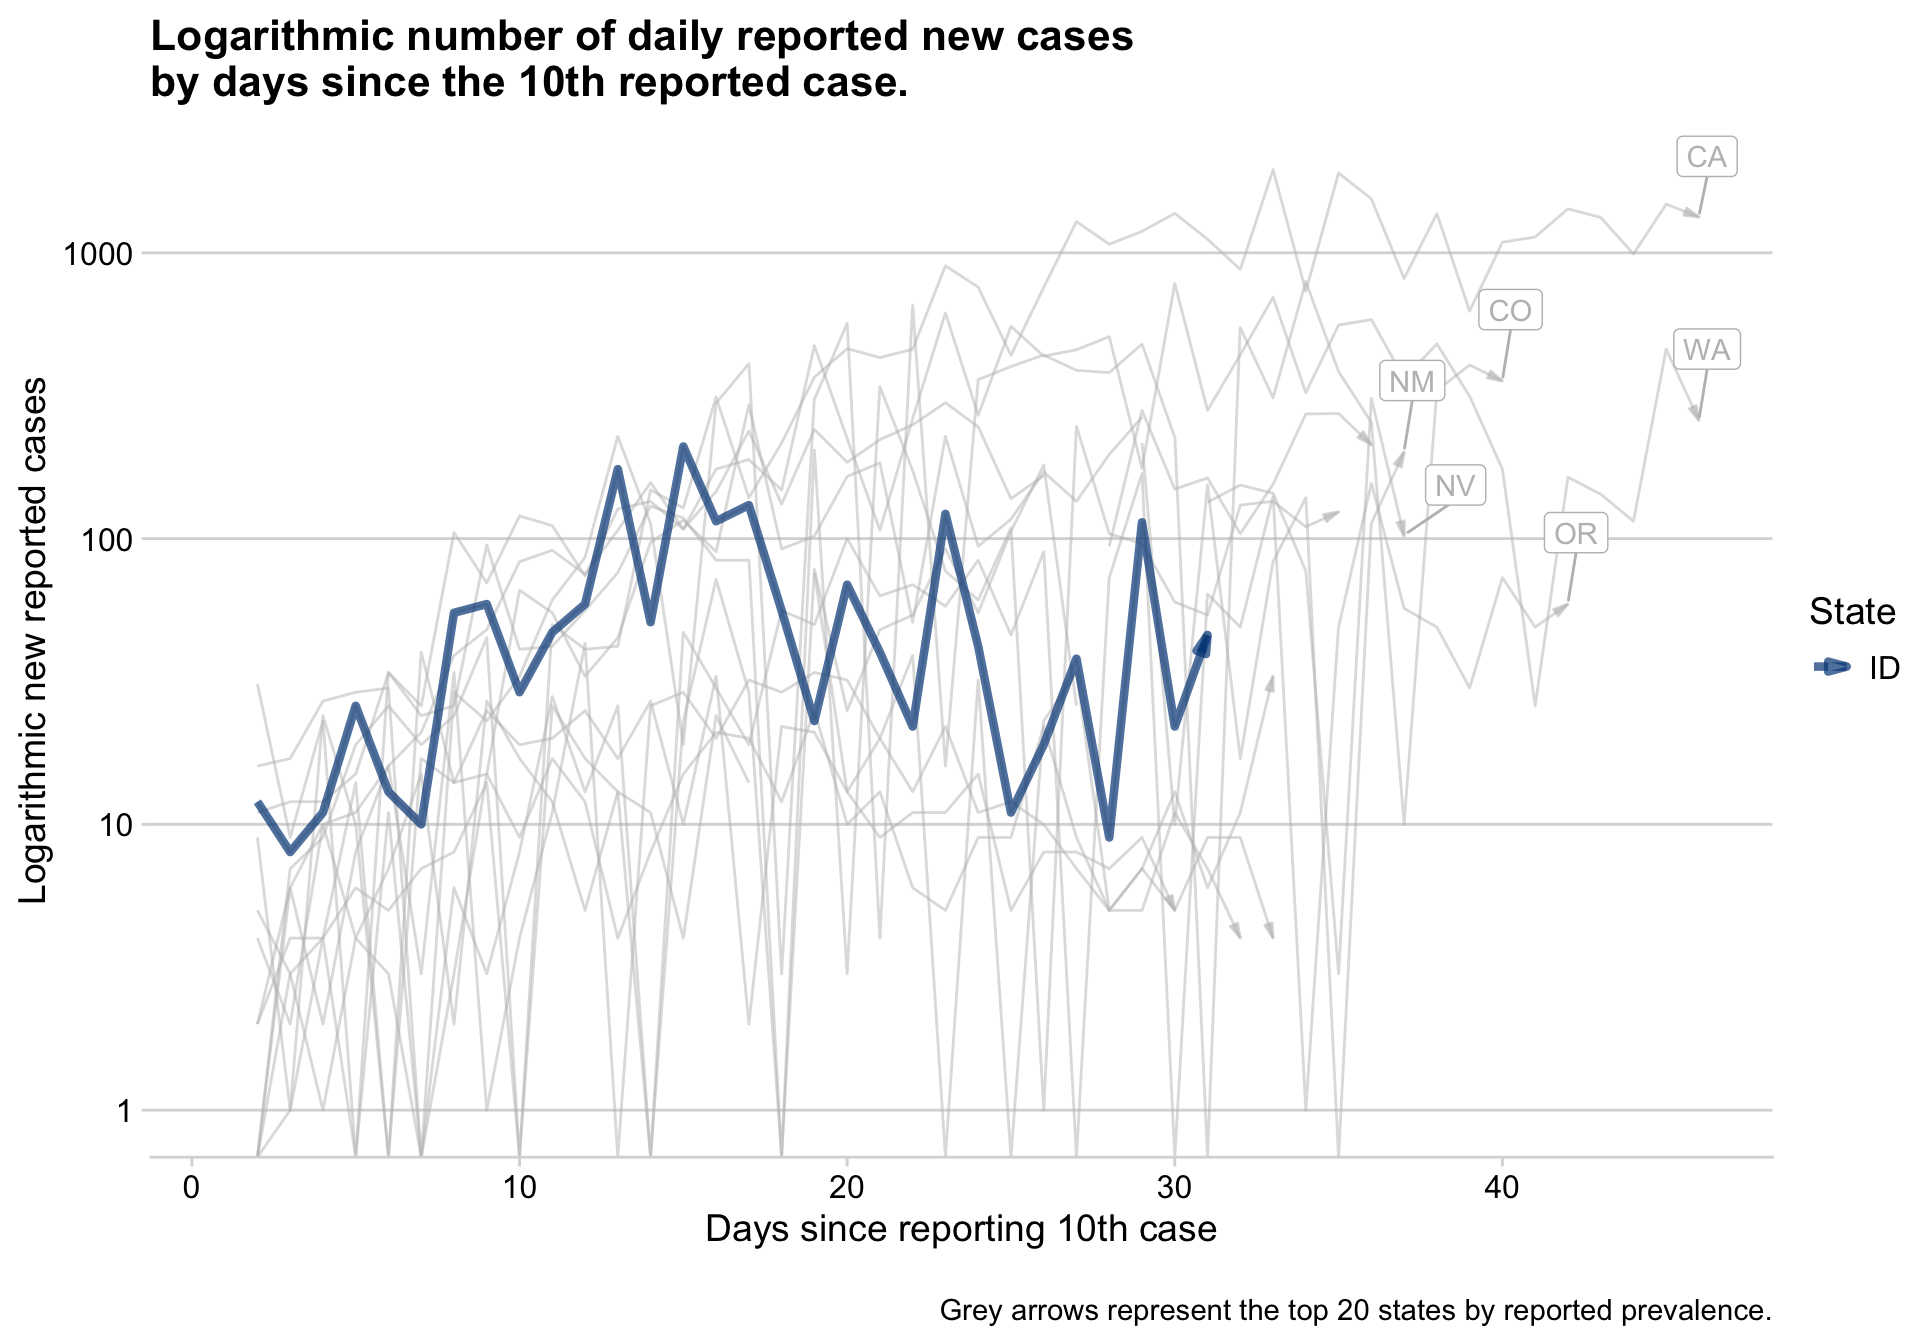 Logarithmic number of daily reported new cases
by days since the 10th reported case.
CA
1000
CO
WA
NM
NV
OR
100
10
1
Logarithmic new reported cases
State
ID
0 10 20 30 40
Days since reporting 10th case
Grey arrows represent the top 20 states by reported prevalence.